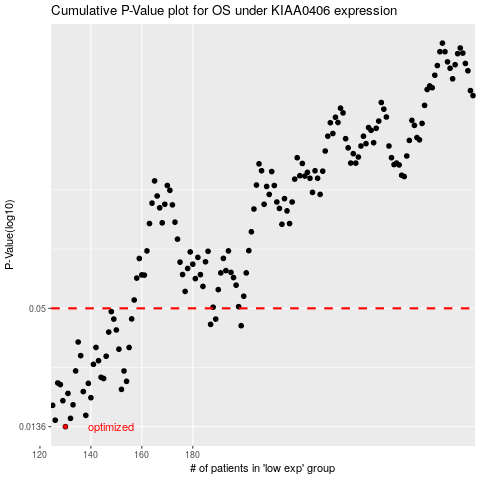 Cumulative P-Value plot for OS under KIAA0406 expression
P-Value(log10)
0.05
0.0136
optimized
120 140 160 180
# of patients in 'low exp' group